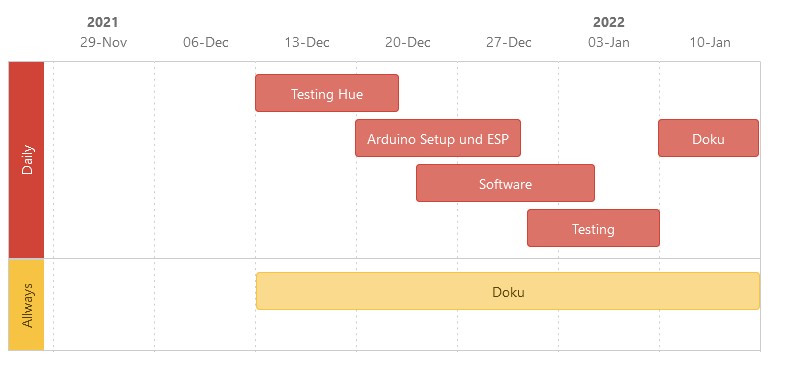 2021
2022
29-Nov
06-Dec
13-Dec
20-Dec
27-Dec
03-Jan
10-Jan
Daily
Testing Hue
Arduino Setup und ESP
Doku
Software
Testing
Allways
Doku